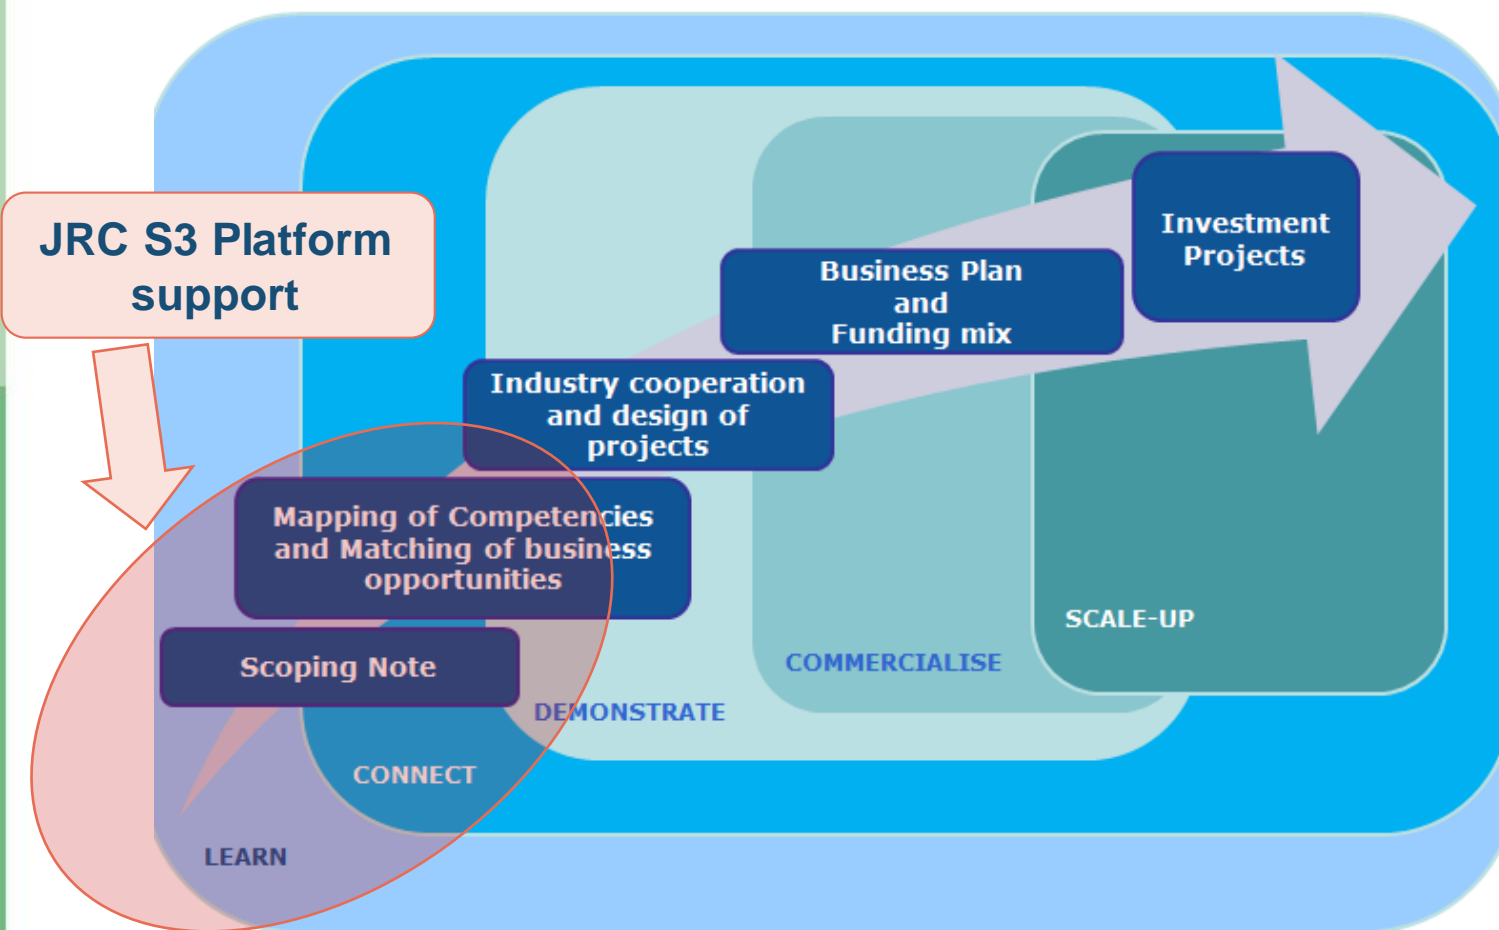 JRC S3 Platform
support
Investment
Projects
Business Plan
and
Funding mix
Industry cooperation
and design of
projects
Mapping of Competencies
and Matching of business
opportunities
Scoping Note
SCALE-UP
COMMERCIALISE
DEMONSTRATE
CONNECT
LEARN